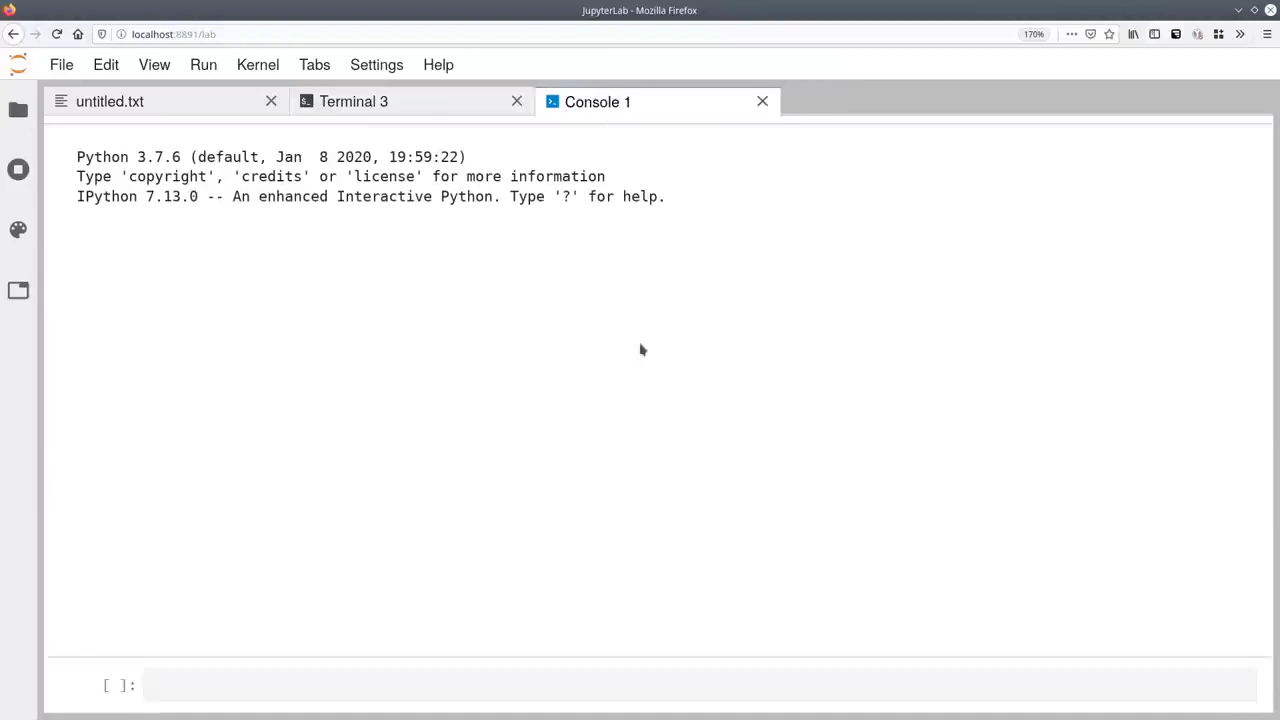 JupyterLab - Mozilla Firefox
localhost:8891/lab
170%
File Edit View Run Kernel Tabs Settings Help
untitled.txt
Terminal 3
Console 1
Python 3.7.6 (default, Jan  8 2020, 19:59:22)
Type 'copyright', 'credits' or 'license' for more information
IPython 7.13.0 -- An enhanced Interactive Python. Type '?' for help.
[ ]: